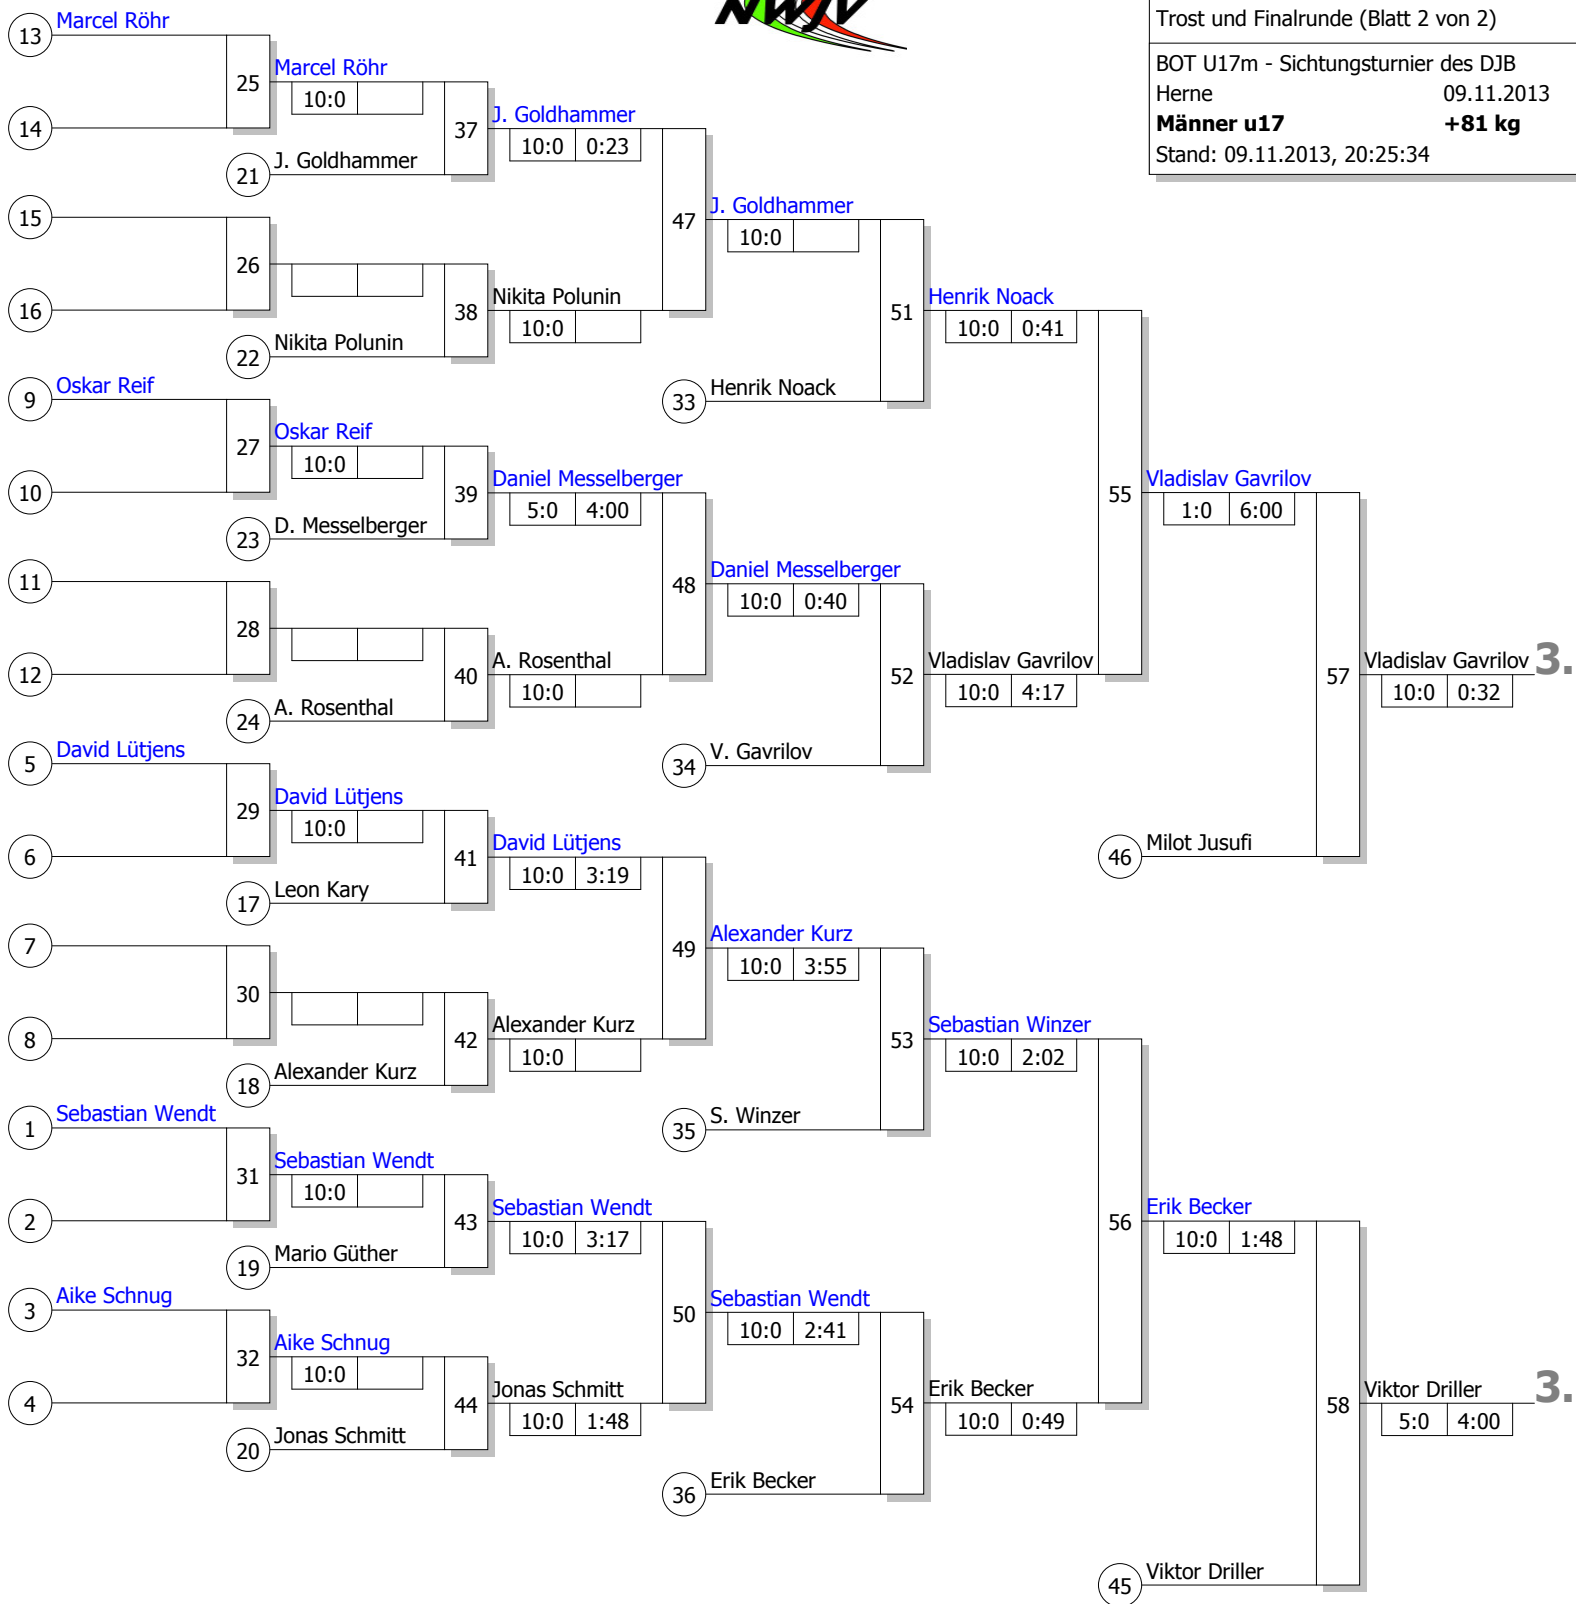 NWJV
Trost und Finalrunde (Blatt 2 von 2)
BOT U17m - Sichtungsturnier des DJB
Herne 09.11.2013
Männer u17 +81 kg
Stand: 09.11.2013, 20:25:34
13 Marcel Röhr
25 Marcel Röhr
10:0
14
37 J. Goldhammer
10:0 0:23
21 J. Goldhammer
15
47 J. Goldhammer
10:0
26
16
38 Nikita Polunin
10:0
22 Nikita Polunin
51 Henrik Noack
10:0 0:41
33 Henrik Noack
9 Oskar Reif
27 Oskar Reif
10:0
10
39 Daniel Messelberger
5:0 4:00
23 D. Messelberger
55 Vladislav Gavrilov
1:0 6:00
11
48 Daniel Messelberger
10:0 0:40
28
12
40 A. Rosenthal
10:0
24 A. Rosenthal
52 Vladislav Gavrilov
10:0 4:17
57 Vladislav Gavrilov 3.
10:0 0:32
34 V. Gavrilov
5 David Lütjens
29 David Lütjens
10:0
6
41 David Lütjens
10:0 3:19
17 Leon Kary
46 Milot Jusufi
7
49 Alexander Kurz
10:0 3:55
30
8
42 Alexander Kurz
10:0
18 Alexander Kurz
53 Sebastian Winzer
10:0 2:02
35 S. Winzer
1 Sebastian Wendt
31 Sebastian Wendt
10:0
2
43 Sebastian Wendt
10:0 3:17
19 Mario Güther
56 Erik Becker
10:0 1:48
3 Aike Schnug
50 Sebastian Wendt
10:0 2:41
32 Aike Schnug
10:0
4
44 Jonas Schmitt
10:0 1:48
20 Jonas Schmitt
54 Erik Becker
10:0 0:49
58 Viktor Driller 3.
5:0 4:00
36 Erik Becker
45 Viktor Driller